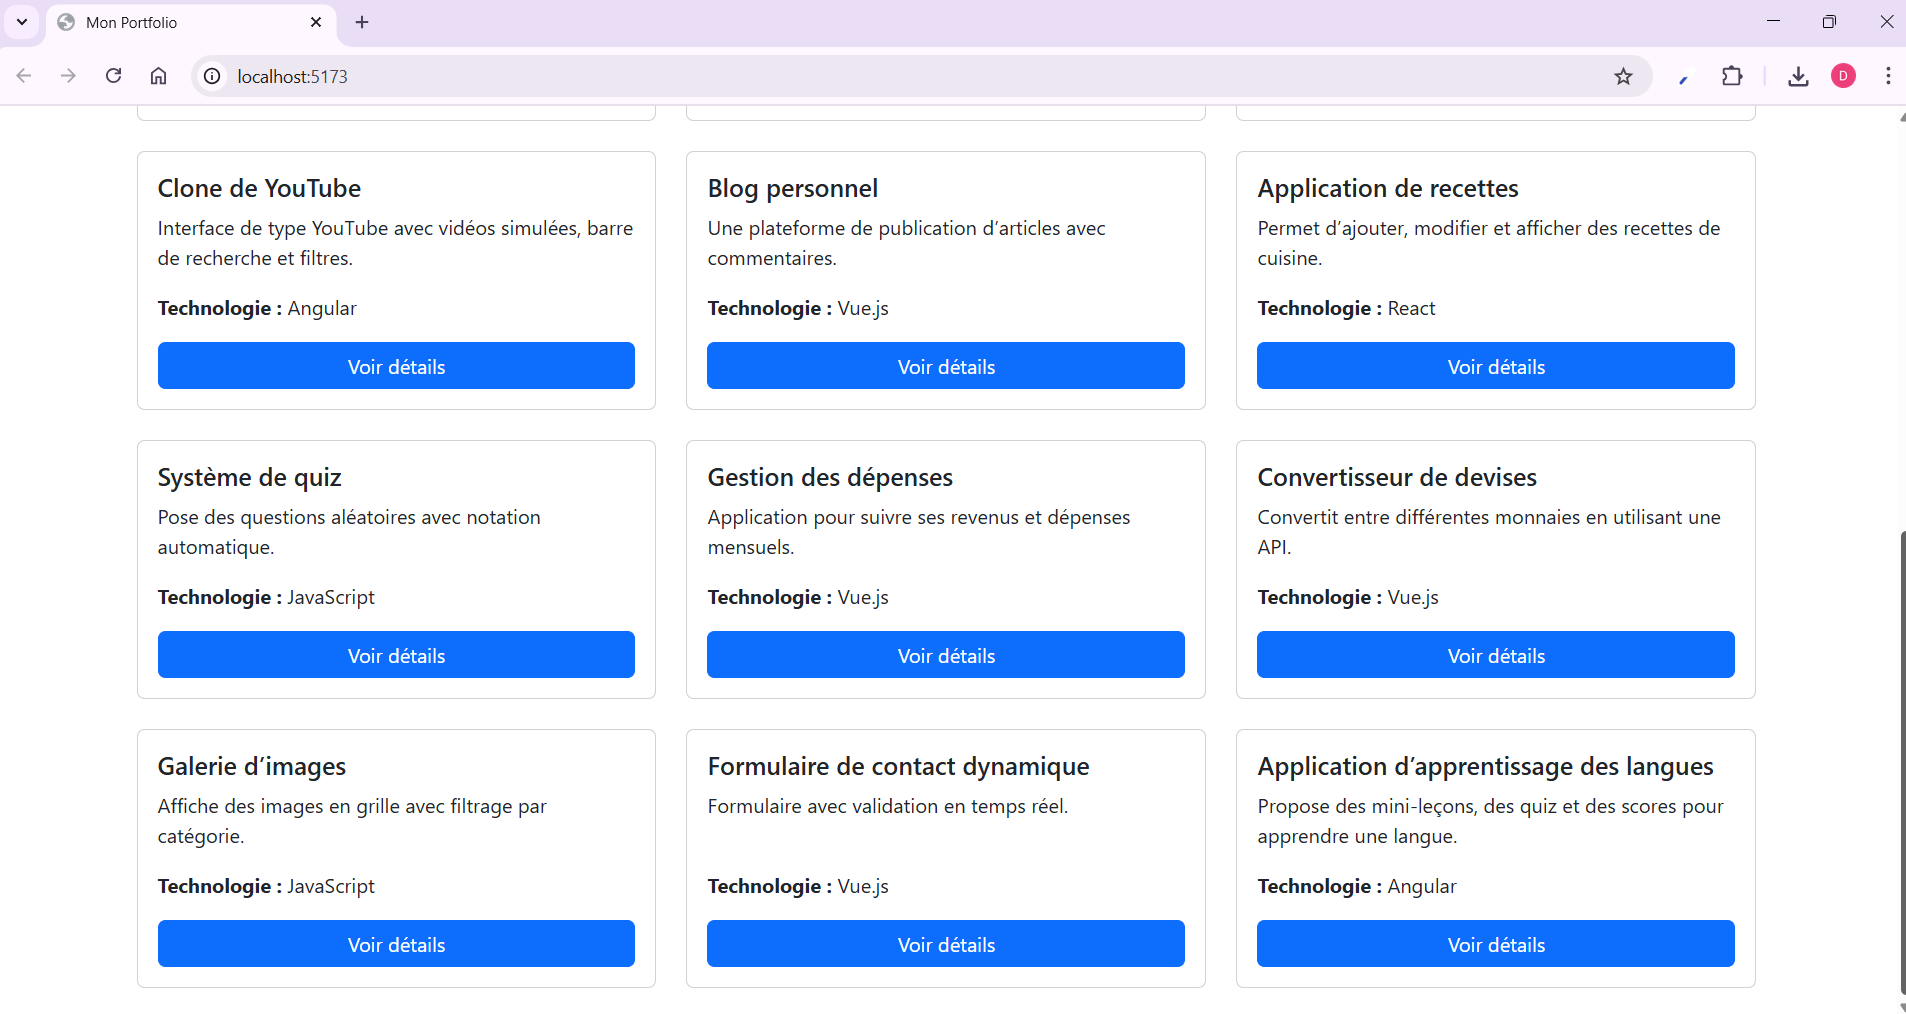 Mon Portfolio
localhost:5173
D
Clone de YouTube
Interface de type YouTube avec vidéos simulées, barre
de recherche et filtres.
Technologie : Angular
Voir détails
Blog personnel
Une plateforme de publication d’articles avec
commentaires.
Technologie : Vue.js
Voir détails
Application de recettes
Permet d’ajouter, modifier et afficher des recettes de
cuisine.
Technologie : React
Voir détails
Système de quiz
Pose des questions aléatoires avec notation
automatique.
Technologie : JavaScript
Voir détails
Gestion des dépenses
Application pour suivre ses revenus et dépenses
mensuels.
Technologie : Vue.js
Voir détails
Convertisseur de devises
Convertit entre différentes monnaies en utilisant une
API.
Technologie : Vue.js
Voir détails
Galerie d’images
Affiche des images en grille avec filtrage par
catégorie.
Technologie : JavaScript
Voir détails
Formulaire de contact dynamique
Formulaire avec validation en temps réel.
Technologie : Vue.js
Voir détails
Application d’apprentissage des langues
Propose des mini-leçons, des quiz et des scores pour
apprendre une langue.
Technologie : Angular
Voir détails